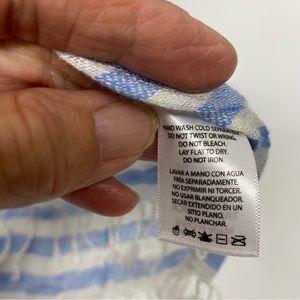 HAND WASH COLD SEPARATELY.
DO NOT TWIST OR WRING.
DO NOT BLEACH.
LAY FLAT TO DRY.
DO NOT IRON.
LAVAR A MANO CON AGUA
FRÍA SEPARADAMENTE.
NO EXPRIMIR NI TORCER.
NO USAR BLANQUEADOR.
SECAR EXTENDIDO EN UN
SITIO PLANO.
NO PLANCHAR.